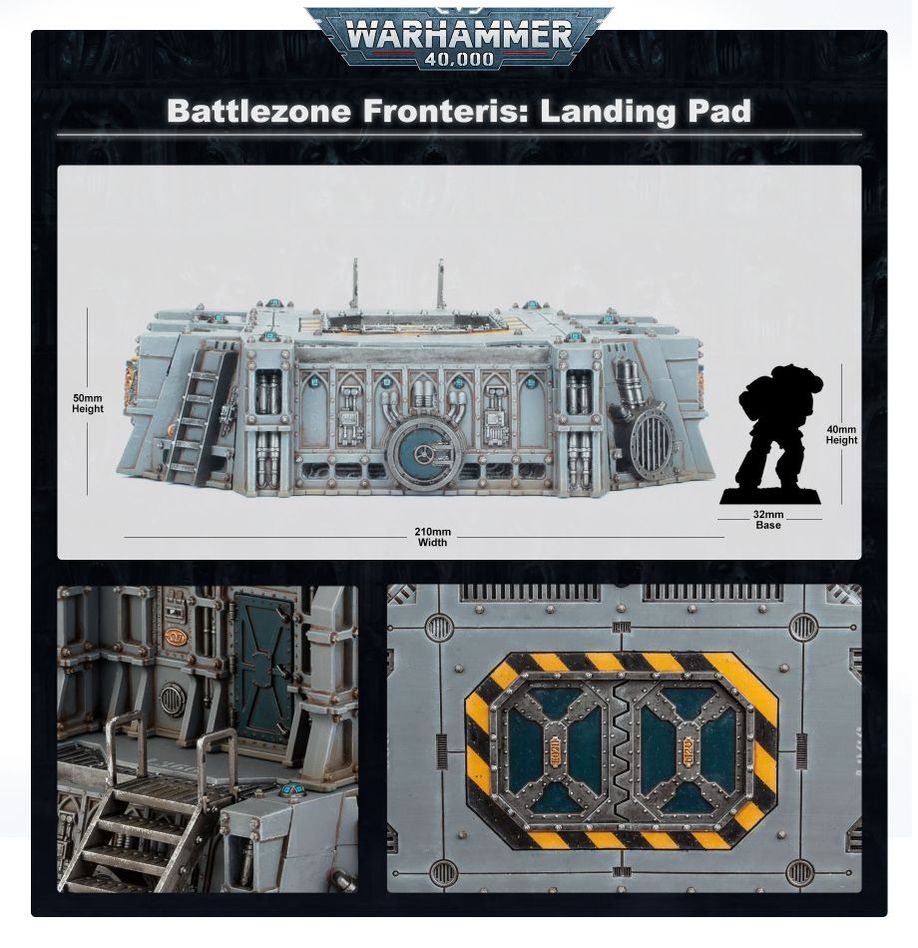 WARHAMMER
40,000
Battlezone Fronteris: Landing Pad
50mm
Height
40mm
Height
32mm
Base
210mm
Width